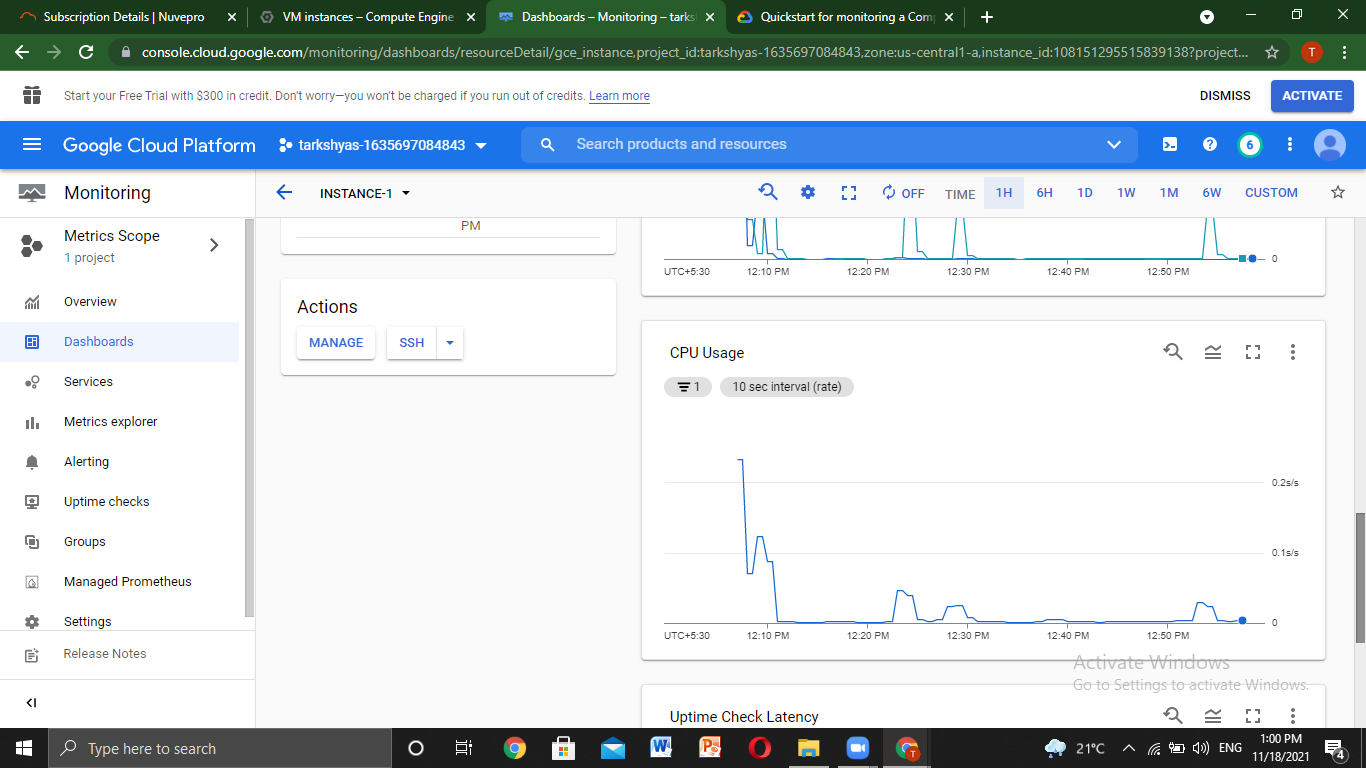 Subscription Details | Nuvepro
VM instances – Compute Engine
Dashboards – Monitoring – tarks
Quickstart for monitoring a Com
console.cloud.google.com/monitoring/dashboards/resourceDetail/gce_instance,project_id:tarkshyas-1635697084843,zone:us-central1-a,instance_id:108151295515839138?project...
T
Start your Free Trial with $300 in credit. Don't worry—you won't be charged if you run out of credits. Learn more
DISMISS
ACTIVATE
Google Cloud Platform
tarkshyas-1635697084843
Search products and resources
6
Monitoring
INSTANCE-1
OFF
TIME
1H
6H
1D
1W
1M
6W
CUSTOM
Metrics Scope
1 project
Overview
Dashboards
Services
Metrics explorer
Alerting
Uptime checks
Groups
Managed Prometheus
Settings
Release Notes
PM
Actions
MANAGE
SSH
0
UTC+5:30
12:10 PM
12:20 PM
12:30 PM
12:40 PM
12:50 PM
CPU Usage
1
10 sec interval (rate)
0.2s/s
0.1s/s
0
UTC+5:30
12:10 PM
12:20 PM
12:30 PM
12:40 PM
12:50 PM
Activate Windows
Go to Settings to activate Windows.
Uptime Check Latency
Type here to search
T
21°C
ENG
1:00 PM
11/18/2021
4